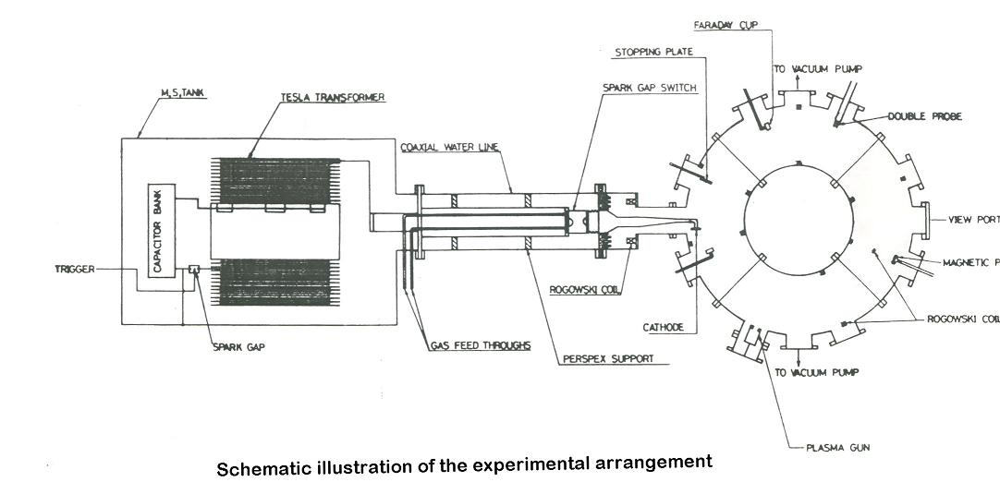 FARADAY CUP
STOPPING PLATE
TO VACUUM PUMP
SPARK GAP SWITCH
M.S.TANK
TESLA TRANSFORMER
DOUBLE PROBE
COAXIAL WATER LINE
CAPACITOR BANK
VIEW PORT
TRIGGER
MAGNETIC P
ROGOWSKI COIL
ROGOWSKI COIL
CATHODE
SPARK GAP
GAS FEED THROUGHS
PERSPEX SUPPORT
TO VACUUM PUMP
PLASMA GUN
Schematic illustration of the experimental arrangement